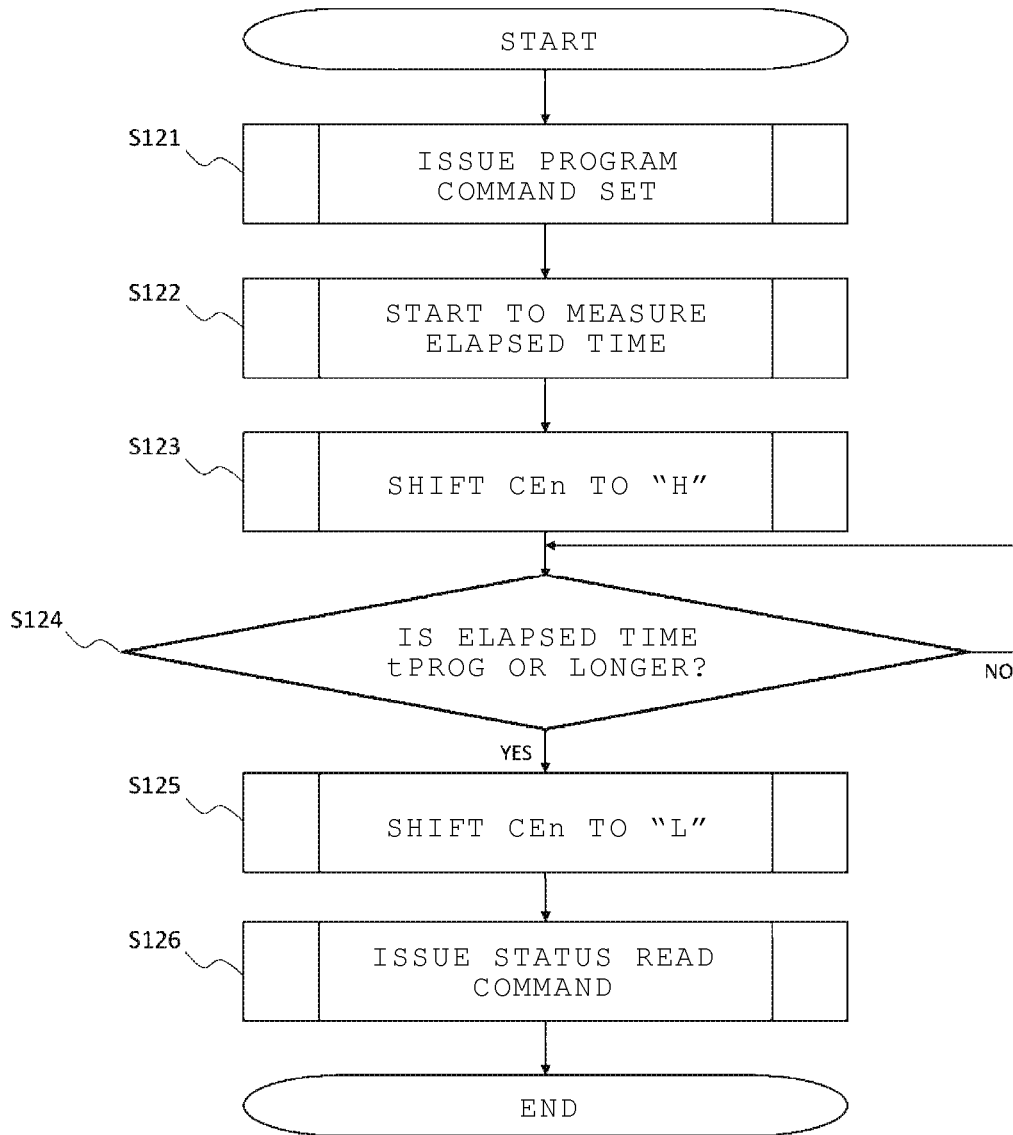 START
S121
ISSUE PROGRAM
COMMAND SET
S122
START TO MEASURE
ELAPSED TIME
S123
SHIFT CEn TO “H”
S124
IS ELAPSED TIME
tPROG OR LONGER?
NO
YES
S125
SHIFT CEn TO “L”
S126
ISSUE STATUS READ
COMMAND
END